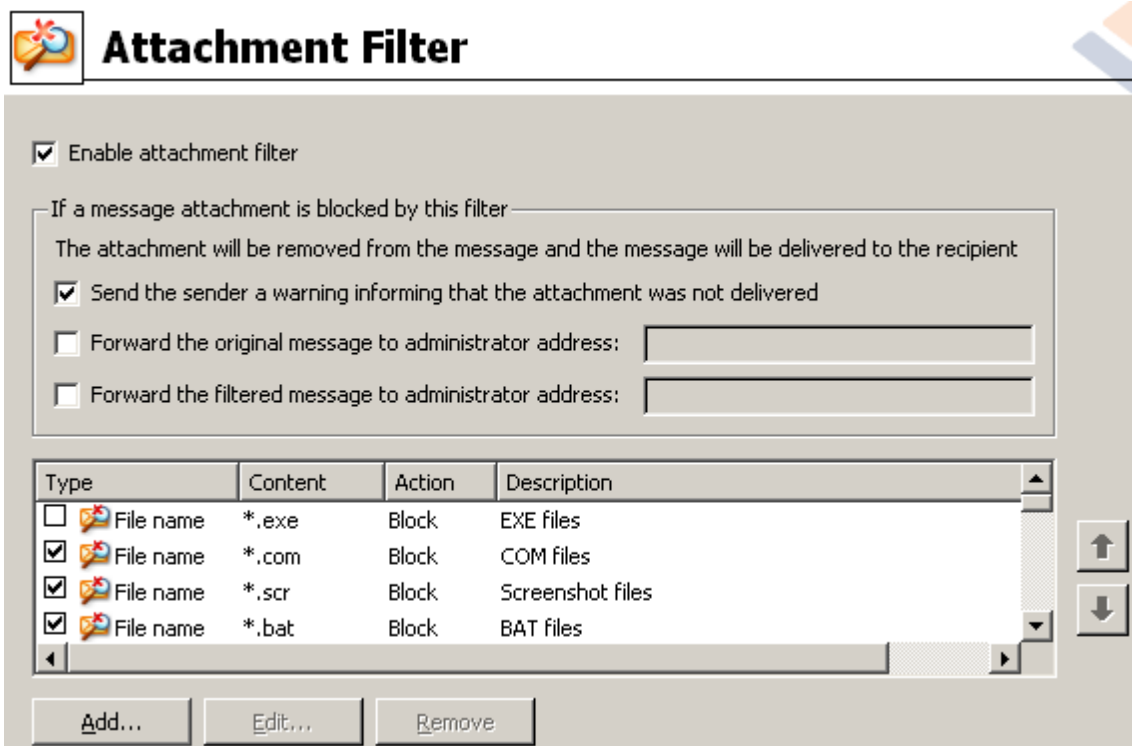 Attachment Filter
Enable attachment filter
If a message attachment is blocked by this filter
The attachment will be removed from the message and the message will be delivered to the recipient
Send the sender a warning informing that the attachment was not delivered
Forward the original message to administrator address:
Forward the filtered message to administrator address:
Type Content Action Description
File name *.exe Block EXE files
File name *.com Block COM files
File name *.scr Block Screenshot files
File name *.bat Block BAT files
Add... Edit... Remove